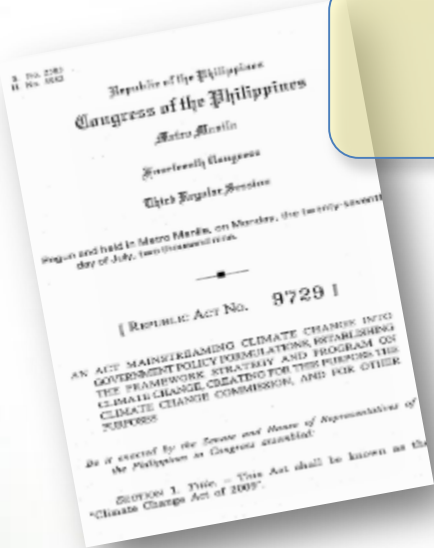 S. No. 2583
H. No. 5982
Republic of the Philippines
Congress of the Philippines
Metro Manila
Fourteenth Congress
Third Regular Session
Begun and held in Metro Manila, on Monday, the twenty-seventh
day of July, two thousand nine.
[ REPUBLIC ACT NO. 9729 ]
AN ACT MAINSTREAMING CLIMATE CHANGE INTO
GOVERNMENT POLICY FORMULATIONS, ESTABLISHING
THE FRAMEWORK STRATEGY AND PROGRAM ON
CLIMATE CHANGE, CREATING FOR THIS PURPOSE THE
CLIMATE CHANGE COMMISSION, AND FOR OTHER
PURPOSES
Be it enacted by the Senate and House of Representatives of
the Philippines in Congress assembled:
SECTION 1. Title. – This Act shall be known as the
"Climate Change Act of 2009".